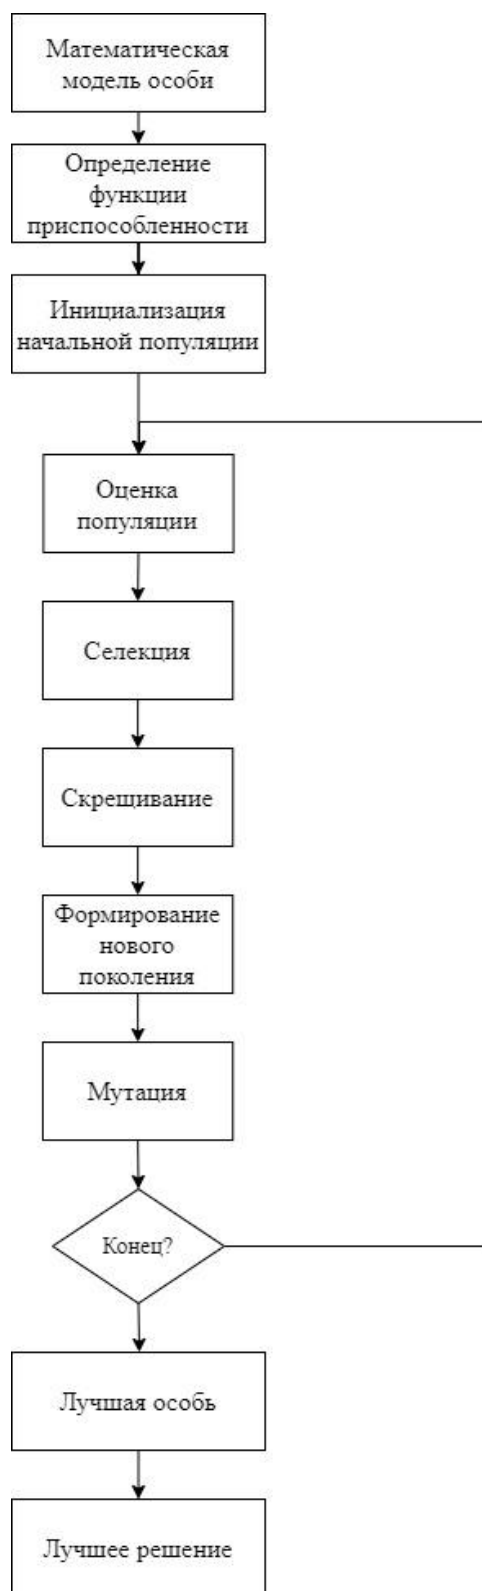 Математическая
модель особи
Определение
функции
приспособленности
Инициализация
начальной популяции
Оценка
популяции
Селекция
Скрещивание
Формирование
нового
поколения
Мутация
Конец?
Лучшая особь
Лучшее решение